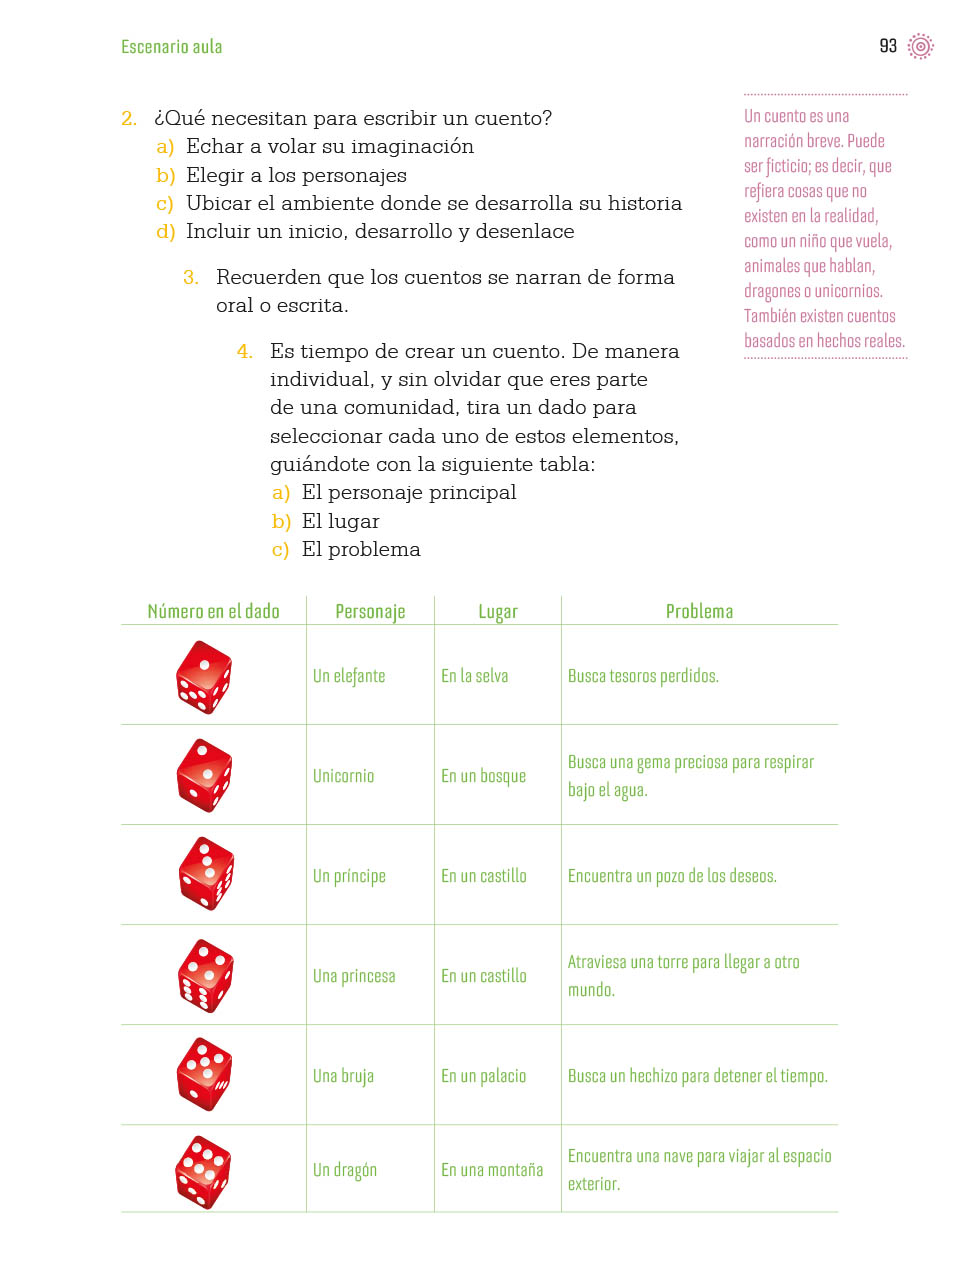 Escenario aula
93
2. ¿Qué necesitan para escribir un cuento?
a) Echar a volar su imaginación
b) Elegir a los personajes
c) Ubicar el ambiente donde se desarrolla su historia
d) Incluir un inicio, desarrollo y desenlace
3. Recuerden que los cuentos se narran de forma
oral o escrita.
4. Es tiempo de crear un cuento. De manera
individual, y sin olvidar que eres parte
de una comunidad, tira un dado para
seleccionar cada uno de estos elementos,
guiándote con la siguiente tabla:
a) El personaje principal
b) El lugar
c) El problema
Un cuento es una
narración breve. Puede
ser ficticio; es decir, que
refiera cosas que no
existen en la realidad,
como un niño que vuela,
animales que hablan,
dragones o unicornios.
También existen cuentos
basados en hechos reales.
Número en el dado Personaje Lugar Problema
Un elefante En la selva Busca tesoros perdidos.
Unicornio En un bosque Busca una gema preciosa para respirar
bajo el agua.
Un príncipe En un castillo Encuentra un pozo de los deseos.
Una princesa En un castillo Atraviesa una torre para llegar a otro
mundo.
Una bruja En un palacio Busca un hechizo para detener el tiempo.
Un dragón En una montaña Encuentra una nave para viajar al espacio
exterior.